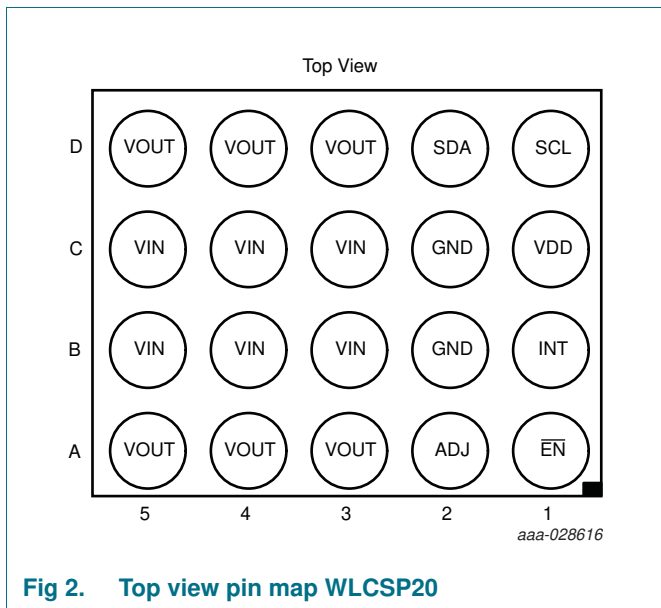 Top View
D VOUT VOUT VOUT SDA SCL
C VIN VIN VIN GND VDD
B VIN VIN VIN GND INT
A VOUT VOUT VOUT ADJ E̅N̅
5 4 3 2 1
aaa-028616
Fig 2. Top view pin map WLCSP20